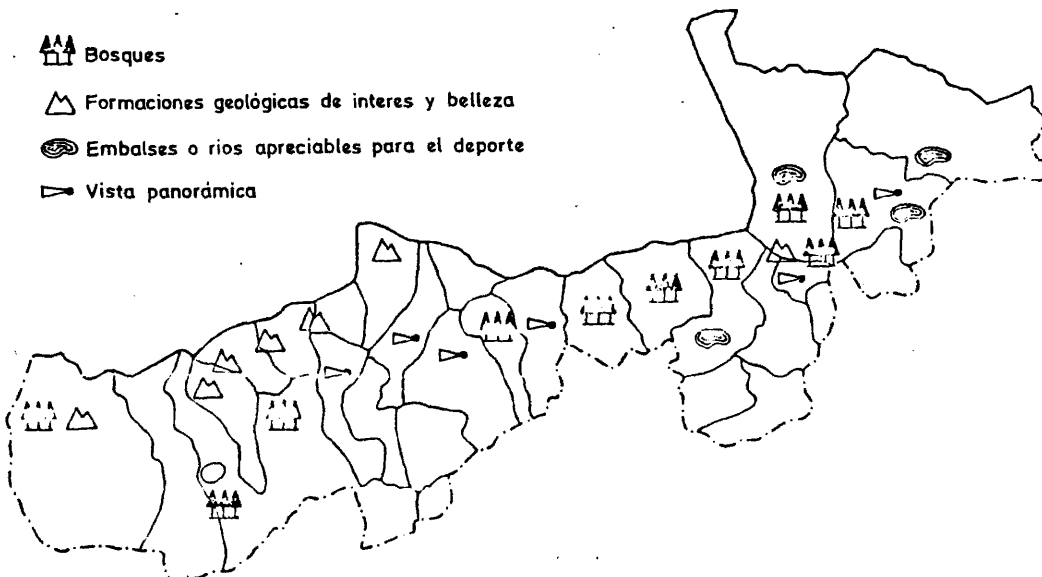 Bosques
Formaciones geológicas de interes y belleza
Embalses o rios apreciables para el deporte
Vista panorámica